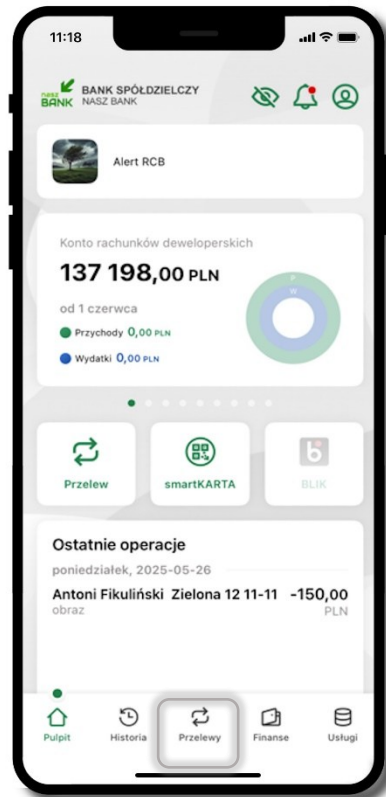 11:18
nasz BANK
BANK SPÓŁDZIELCZY
NASZ BANK
Alert RCB
Konto rachunków deweloperskich
137 198,00 PLN
od 1 czerwca
Przychody 0,00 PLN
Wydatki 0,00 PLN
P
W
Przelew
smartKARTA
b
BLIK
Ostatnie operacje
poniedziałek, 2025-05-26
Antoni Fikuliński Zielona 12 11-11 -150,00
obraz PLN
Pulpit
Historia
Przelewy
Finanse
Usługi